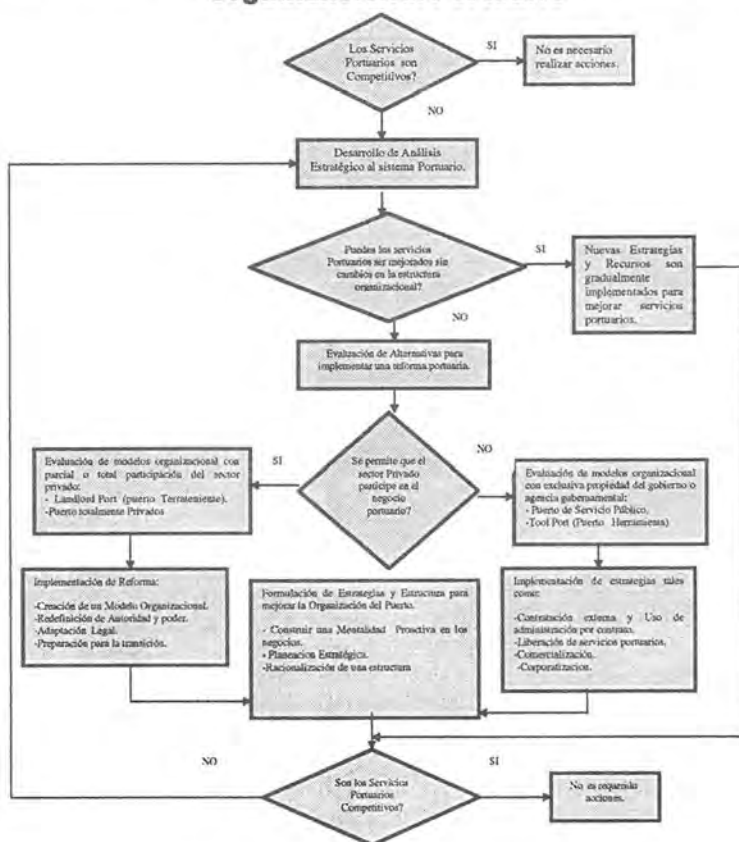 Los Servicios
Portuarios son
Competitivos?
SI
No es necesario
realizar acciones.
NO
Desarrollo de Análisis
Estratégico al sistema Portuario.
Pueden los servicios
Portuarios ser mejorados sin
cambios en la estructura
organizacional?
SI
Nuevas Estrategias
y Recursos son
gradualmente
implementados para
mejorar servicios
portuarios.
NO
Evaluación de Alternativas para
implementar una reforma portuaria.
Sé permite que el
sector Privado
participe en el
negocio
portuario?
SI
Evaluación de modelos organizacional con
parcial o total participación del sector
privado:
- Landlord Port (puerto Terrateniente).
-Puerto totalmente Privados
NO
Evaluación de modelos organizacional
con exclusiva propiedad del gobierno o
agencia gubernamental:
- Puerto de Servicio Público.
-Tool Port (Puerto Herramienta)
Implementación de Reforma:
-Creación de un Modelo Organizacional.
-Redefinición de Autoridad y poder.
-Adaptación Legal.
-Preparación para la transición.
Formulación de Estrategias y Estructura para
mejorar la Organización del Puerto.
- Construir una Mentalidad Proactiva en los
negocios.
- Planeacion Estratégica.
-Racionalización de una estructura
Implementación de estrategias tales
como:
-Contratación externa y Uso de
administración por contrato.
-Liberación de servicios portuarios.
-Comercialización.
-Corporatizacion.
NO
Son los Servicios
Portuarios
Competitivos?
SI
No es requerido
acciones.